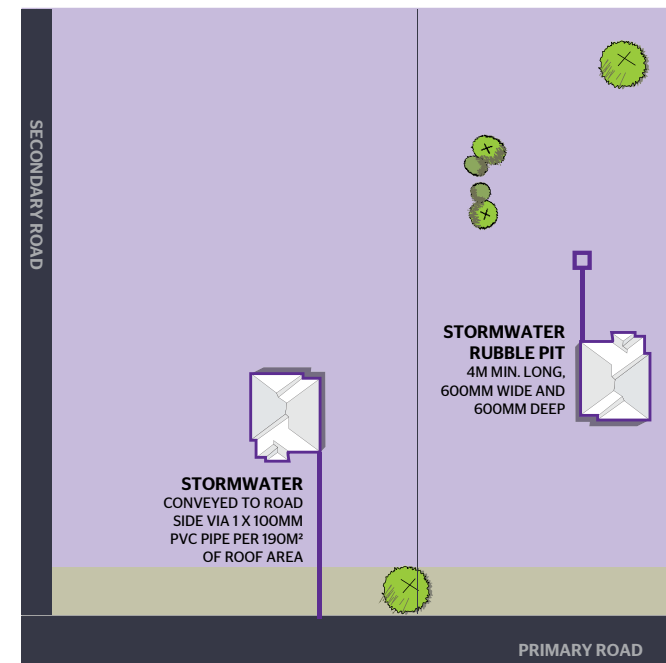 SECONDARY ROAD
STORMWATER
RUBBLE PIT
4M MIN. LONG,
600MM WIDE AND
600MM DEEP
STORMWATER
CONVEYED TO ROAD
SIDE VIA 1 X 100MM
PVC PIPE PER 190M²
OF ROOF AREA
PRIMARY ROAD